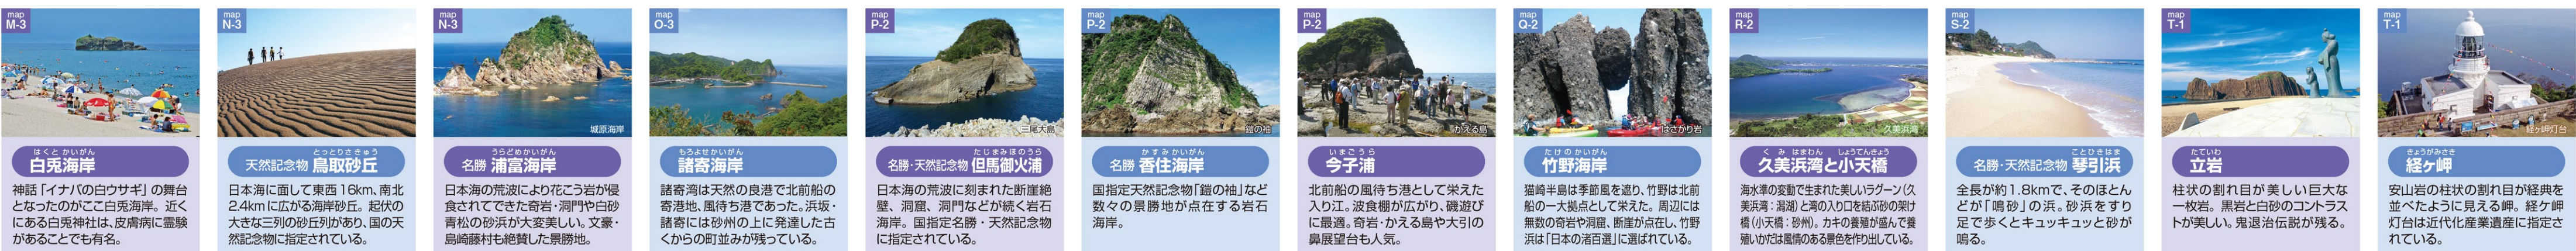 map
M-3
はくとかいがん
白兎海岸
神話「イナバの白ウサギ」の舞台
となったのがここ白兎海岸。近く
にある白兎神社は、皮膚病に霊験
があることでも有名。
map
N-3
とっとりさきゅう
天然記念物 鳥取砂丘
日本海に面して東西16km、南北
2.4kmに広がる海岸砂丘。起伏の
大きな三列の砂丘列があり、国の天
然記念物に指定されている。
map
N-3
城原海岸
うらどめかいがん
名勝 浦富海岸
日本海の荒波により花こう岩が侵
食されてできた奇岩・洞門や白砂
青松の砂浜が大変美しい。文豪・
島崎藤村も絶賛した景勝地。
map
O-3
もろよせかいがん
諸寄海岸
諸寄湾は天然の良港で北前船の
寄港地、風待ち港であった。浜坂・
諸寄には砂州の上に発達した古
くからの町並みが残っている。
map
P-2
三尾大島
たじまみほのうら
名勝・天然記念物 但馬御火浦
日本海の荒波に刻まれた断崖絶
壁、洞窟、洞門などが続く岩石
海岸。国指定名勝・天然記念物
に指定されている。
map
P-2
鎧の袖
かすみかいがん
名勝 香住海岸
国指定天然記念物「鎧の袖」など
数々の景勝地が点在する岩石
海岸。
map
P-2
かえる島
いまごうら
今子浦
北前船の風待ち港として栄えた
入り江。波食棚が広がり、磯遊び
に最適。奇岩・かえる島や大引の
鼻展望台も人気。
map
Q-2
はさかり岩
たけのかいがん
竹野海岸
猫崎半島は季節風を遮り、竹野は北前
船の一大拠点として栄えた。周辺には
無数の奇岩や洞窟、断崖が点在し、竹野
浜は「日本の渚百選」に選ばれている。
map
R-2
久美浜湾
くみはまわん しょうてんきょう
久美浜湾と小天橋
海水準の変動で生まれた美しいラグーン（久
美浜湾：潟湖）と湾の入り口を結ぶ砂の架け
橋（小天橋：砂州）。カキの養殖が盛んで養
殖いかだは風情のある景色を作り出している。
map
S-2
ことひきはま
名勝・天然記念物 琴引浜
全長が約1.8kmで、そのほとん
どが「鳴砂」の浜。砂浜をすり
足で歩くとキュッキュッと砂が
鳴る。
map
T-1
たていわ
立岩
柱状の割れ目が美しい巨大な
一枚岩。黒岩と白砂のコントラス
トが美しい。鬼退治伝説が残る。
map
T-1
経ヶ岬灯台
きょうがみさき
経ヶ岬
安山岩の柱状の割れ目が経典を
並べたように見える岬。経ケ岬
灯台は近代化産業遺産に指定さ
れている。